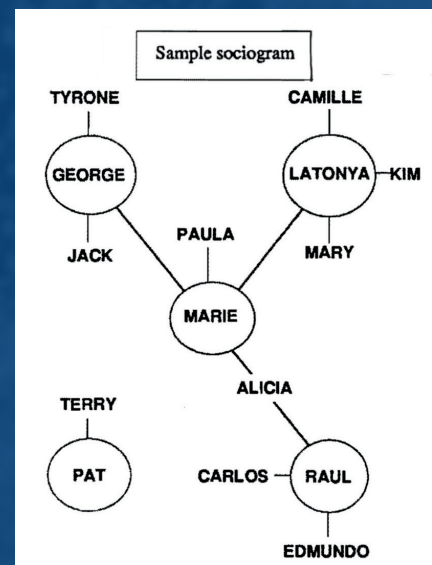 Sample sociogram
TYRONE
CAMILLE
GEORGE
LATONYA
KIM
PAULA
JACK
MARY
MARIE
ALICIA
TERRY
PAT
CARLOS
RAUL
EDMUNDO